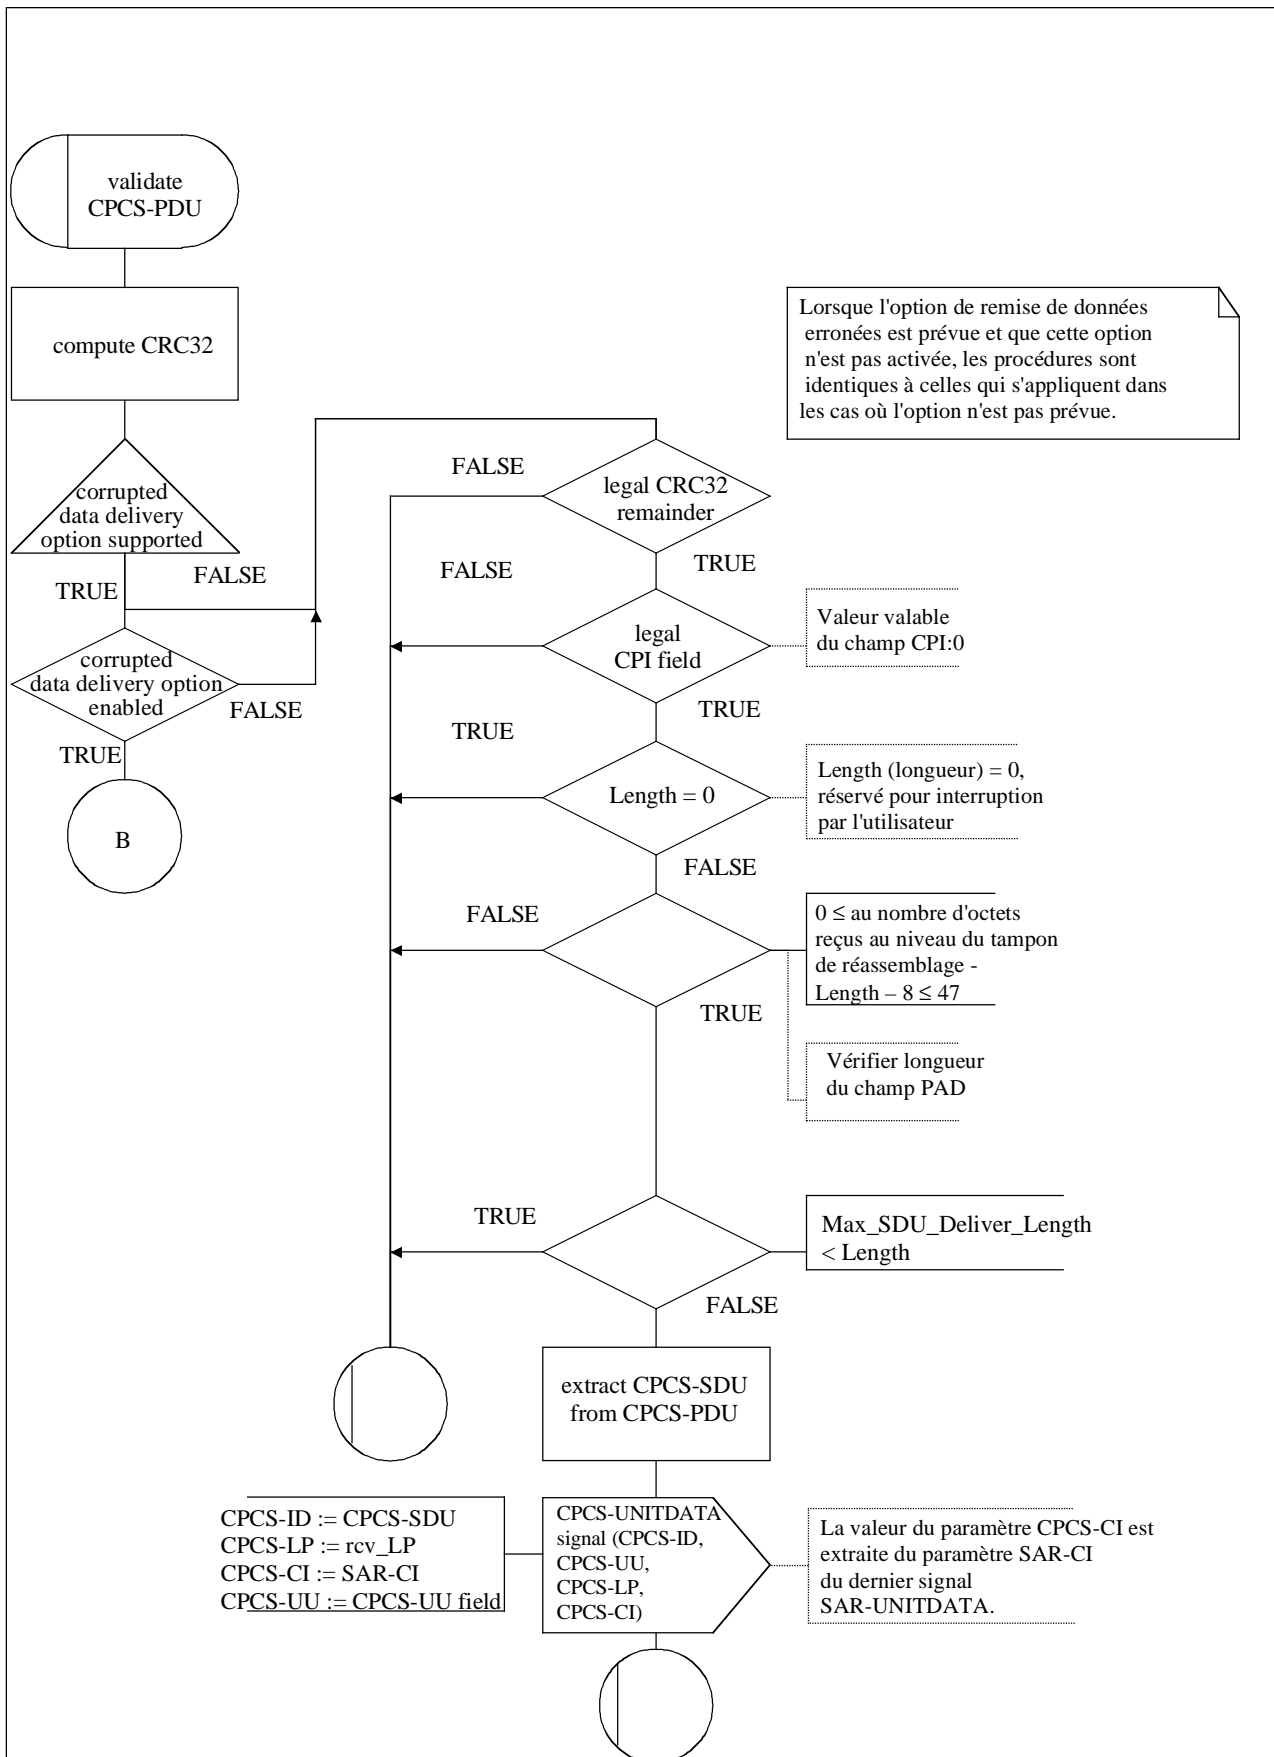 validate
CPCS-PDU
compute CRC32
Lorsque l'option de remise de données
erronées est prévue et que cette option
n'est pas activée, les procédures sont
identiques à celles qui s'appliquent dans
les cas où l'option n'est pas prévue.
corrupted
data delivery
option supported
TRUE
FALSE
corrupted
data delivery option
enabled
FALSE
TRUE
B
FALSE
legal CRC32
remainder
TRUE
FALSE
legal
CPI field
Valeur valable
du champ CPI:0
TRUE
TRUE
Length = 0
Length (longueur) = 0,
réservé pour interruption
par l'utilisateur
FALSE
FALSE
0 ≤ au nombre d'octets
reçus au niveau du tampon
de réassemblage -
Length – 8 ≤ 47
TRUE
Vérifier longueur
du champ PAD
TRUE
Max_SDU_Deliver_Length
< Length
FALSE
extract CPCS-SDU
from CPCS-PDU
CPCS-ID := CPCS-SDU
CPCS-LP := rcv_LP
CPCS-CI := SAR-CI
CPCS-UU := CPCS-UU field
CPCS-UNITDATA
signal (CPCS-ID,
CPCS-UU,
CPCS-LP,
CPCS-CI)
La valeur du paramètre CPCS-CI est
extraite du paramètre SAR-CI
du dernier signal
SAR-UNITDATA.